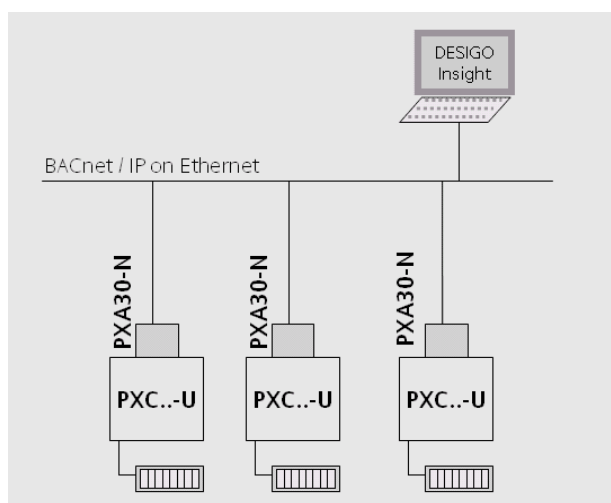 DESIGO
Insight
BACnet / IP on Ethernet
PXA30-N
PXA30-N
PXA30-N
PXC..-U
PXC..-U
PXC..-U